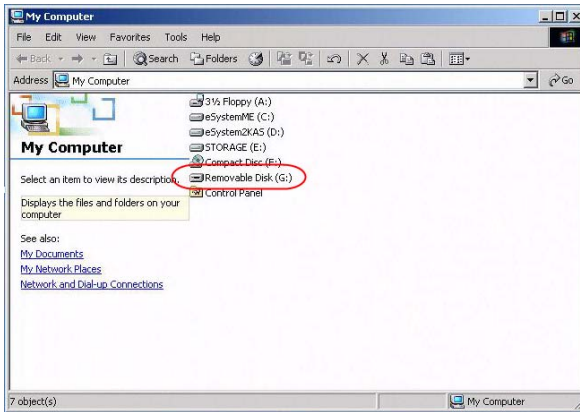 My Computer
File Edit View Favorites Tools Help
Back Search Folders
Address My Computer Go
3½ Floppy (A:)
eSystemME (C:)
eSystem2KAS (D:)
STORAGE (E:)
Compact Disc (F:)
Removable Disk (G:)
Control Panel
My Computer
Select an item to view its description.
Displays the files and folders on your
computer
See also:
My Documents
My Network Places
Network and Dial-up Connections
7 object(s) My Computer